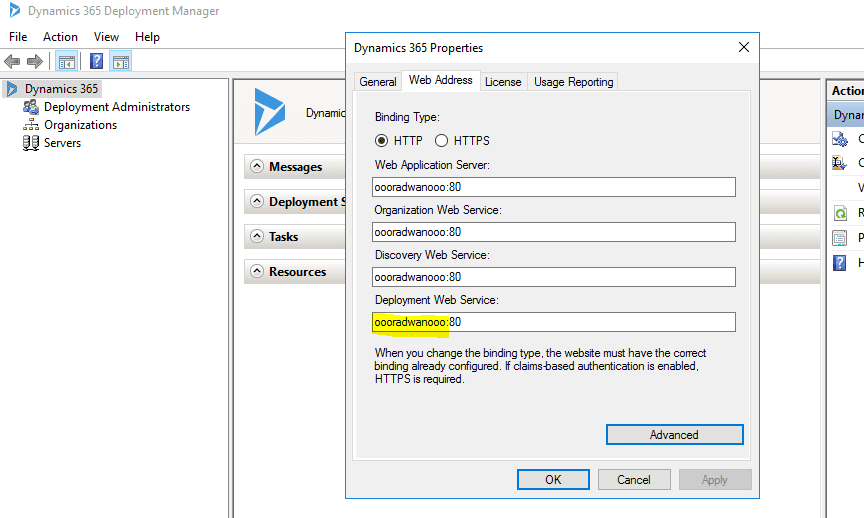 Dynamics 365 Deployment Manager
File Action View Help
Dynamics 365
Deployment Administrators
Organizations
Servers
Dynamic
Messages
Deployment S
Tasks
Resources
Dynamics 365 Properties
General Web Address License Usage Reporting
Binding Type:
HTTP HTTPS
Web Application Server:
oooradwanooo:80
Organization Web Service:
oooradwanooo:80
Discovery Web Service:
oooradwanooo:80
Deployment Web Service:
oooradwanooo:80
When you change the binding type, the website must have the correct
binding already configured. If claims-based authentication is enabled,
HTTPS is required.
Advanced
OK Cancel Apply
Action
Dynar
C
C
V
R
P
H